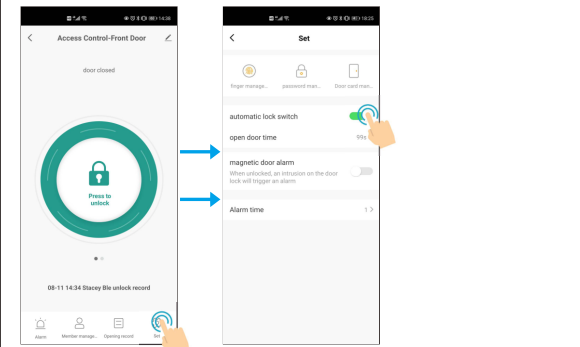 14:38
Access Control-Front Door
door closed
Press to
unlock
08-11 14:34 Stacey Ble unlock record
Alarm
Member manage...
Opening record
Set
18:25
Set
finger manage...
password man...
Door card man...
automatic lock switch
open door time
99s
magnetic door alarm
When unlocked, an intrusion on the door
lock will trigger an alarm
Alarm time
1